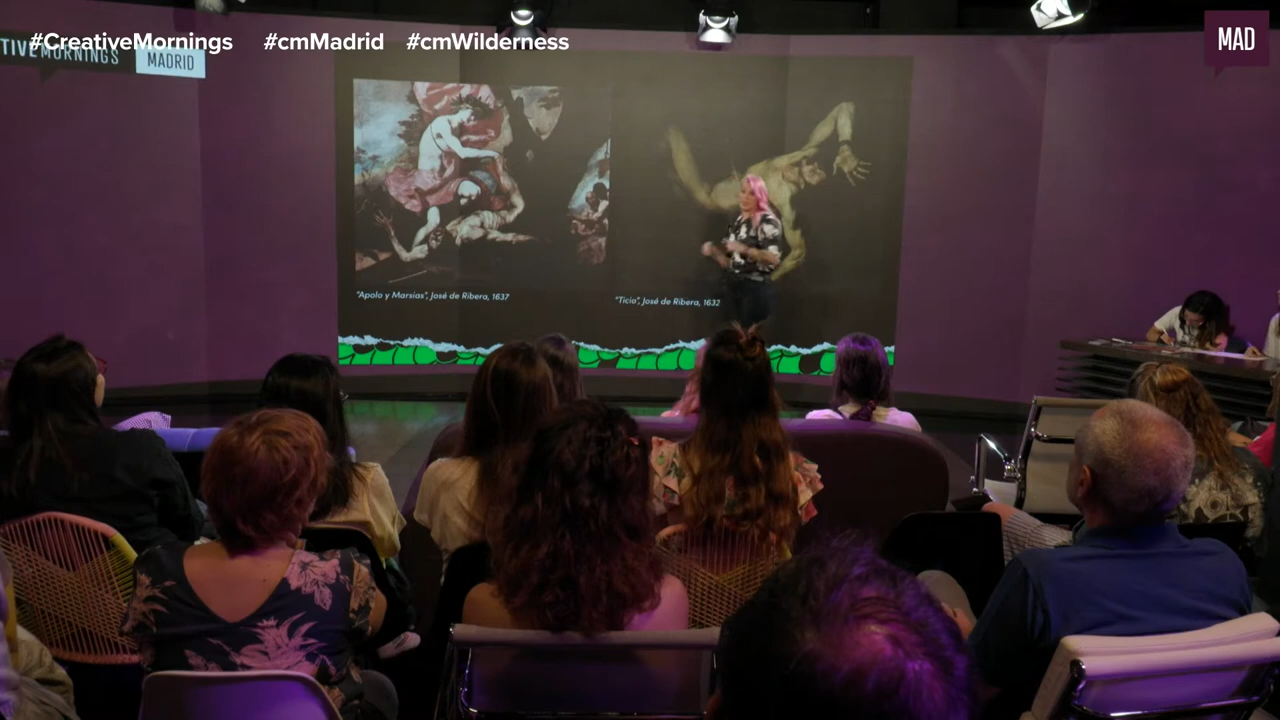 #CreativeMornings #cmMadrid #cmWilderness
MAD
TIVEMORNINGS
MADRID
"Apolo y Marsias", José de Ribera, 1637
"Ticio", José de Ribera, 1632